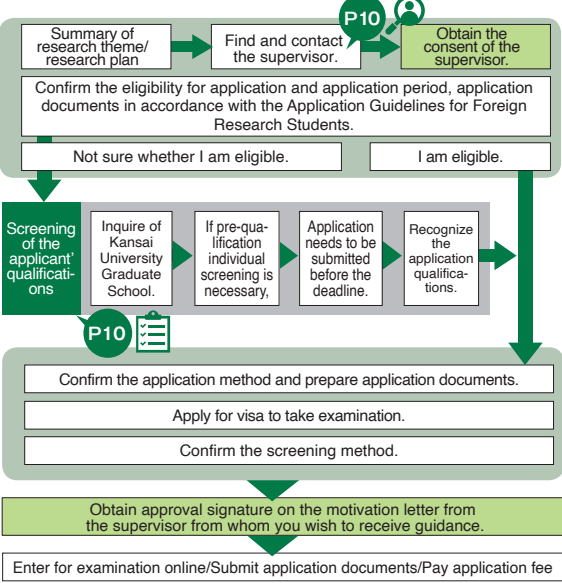 P10
Summary of
research theme/
research plan
Find and contact
the supervisor.
Obtain the
consent of the
supervisor.
Confirm the eligibility for application and application period, application
documents in accordance with the Application Guidelines for Foreign
Research Students.
Not sure whether I am eligible.
I am eligible.
Screening
of the
applicant'
qualificati-
ons
Inquire of
Kansai
University
Graduate
School.
If pre-qua-
lification
individual
screening is
necessary,
Application
needs to be
submitted
before the
deadline.
Recognize
the
application
qualifica-
tions.
P10
Confirm the application method and prepare application documents.
Apply for visa to take examination.
Confirm the screening method.
Obtain approval signature on the motivation letter from
the supervisor from whom you wish to receive guidance.
Enter for examination online/Submit application documents/Pay application fee